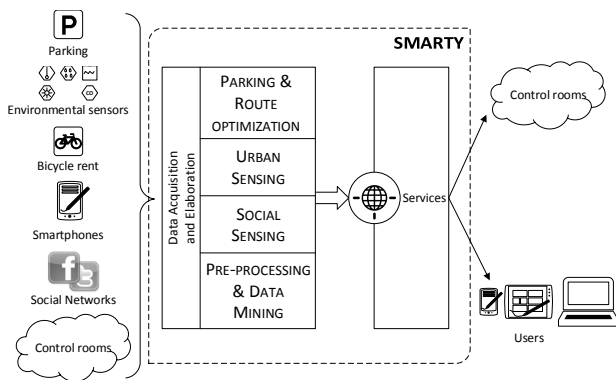 P
Parking
Environmental sensors
CO
Bicycle rent
Smartphones
f t
Social Networks
Control rooms
SMARTY
Data Acquisition
and Elaboration
PARKING &
ROUTE
OPTIMIZATION
URBAN
SENSING
SOCIAL
SENSING
PRE-PROCESSING
& DATA
MINING
Services
Control rooms
Users